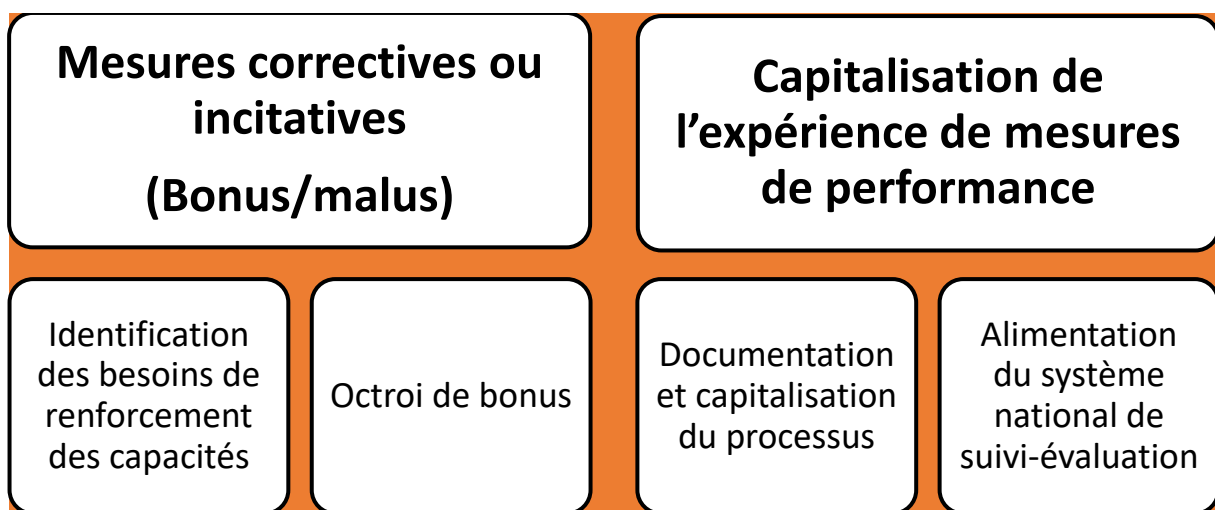 Mesures correctives ou
incitatives
(Bonus/malus)
Capitalisation de
l’expérience de mesures
de performance
Identification
des besoins de
renforcement
des capacités
Octroi de bonus
Documentation
et capitalisation
du processus
Alimentation
du système
national de
suivi-évaluation